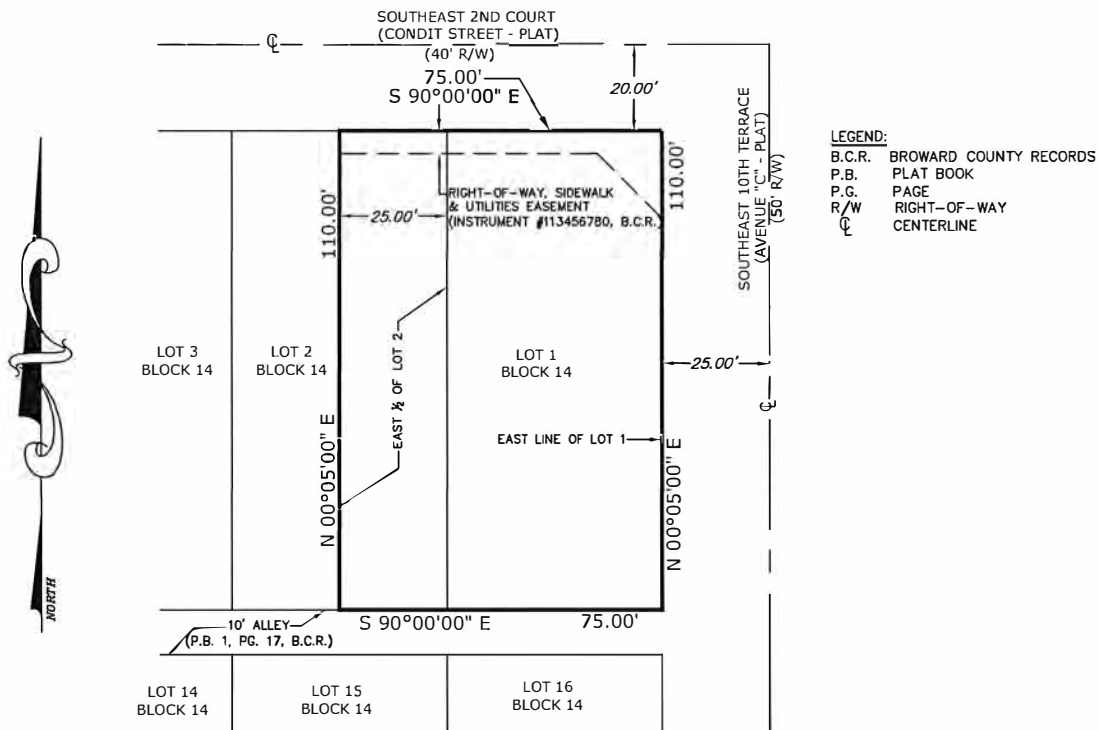 SOUTHEAST 2ND COURT
(CONDIT STREET - PLAT)
(40' R/W)
℄
75.00'
S 90°00'00" E
20.00'
SOUTHEAST 10TH TERRACE
(AVENUE "C" - PLAT)
(50' R/W)
LEGEND:
B.C.R. BROWARD COUNTY RECORDS
P.B. PLAT BOOK
P.G. PAGE
R/W RIGHT-OF-WAY
℄ CENTERLINE
110.00'
110.00'
RIGHT-OF-WAY, SIDEWALK
& UTILITIES EASEMENT
(INSTRUMENT #113456780, B.C.R.)
25.00'
LOT 3
BLOCK 14
LOT 2
BLOCK 14
EAST ½ OF LOT 2
LOT 1
BLOCK 14
25.00'
℄
EAST LINE OF LOT 1
N 00°05'00" E
N 00°05'00" E
NORTH
10' ALLEY
(P.B. 1, PG. 17, B.C.R.)
S 90°00'00" E
75.00'
LOT 14
BLOCK 14
LOT 15
BLOCK 14
LOT 16
BLOCK 14